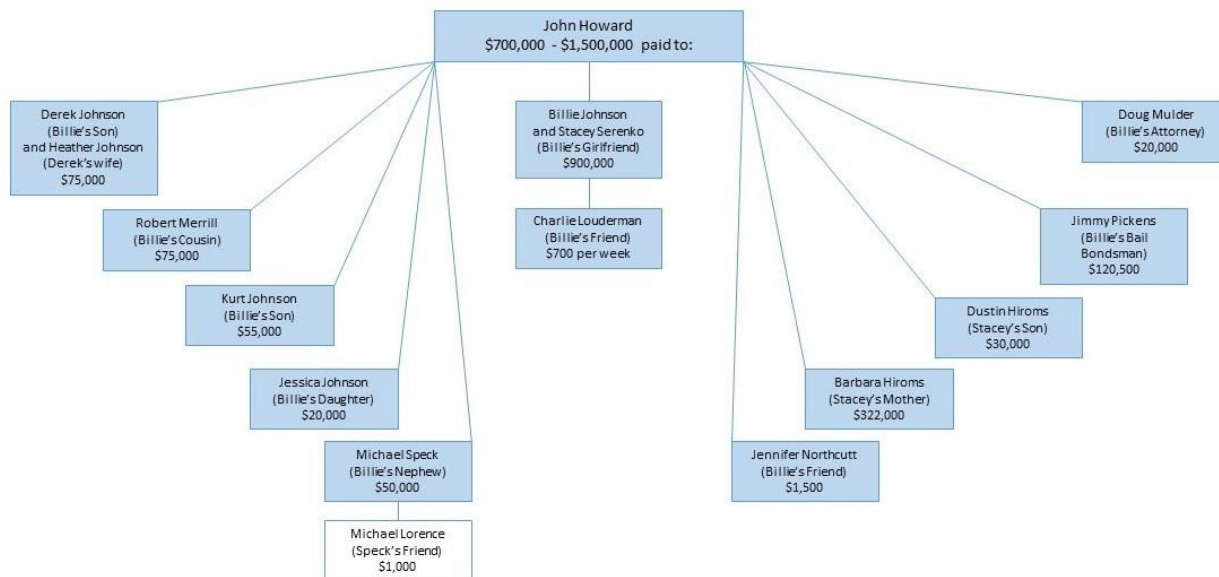 John Howard
$700,000 - $1,500,000 paid to:
Derek Johnson
(Billie's Son)
and Heather Johnson
(Derek's wife)
$75,000
Billie Johnson
and Stacey Serenko
(Billie's Girlfriend)
$900,000
Doug Mulder
(Billie's Attorney)
$20,000
Robert Merrill
(Billie's Cousin)
$75,000
Charlie Louderman
(Billie's Friend)
$700 per week
Jimmy Pickens
(Billie's Bail
Bondsman)
$120,500
Kurt Johnson
(Billie's Son)
$55,000
Dustin Hiroms
(Stacey's Son)
$30,000
Jessica Johnson
(Billie's Daughter)
$20,000
Barbara Hiroms
(Stacey's Mother)
$322,000
Michael Speck
(Billie's Nephew)
$50,000
Jennifer Northcutt
(Billie's Friend)
$1,500
Michael Lorence
(Speck's Friend)
$1,000